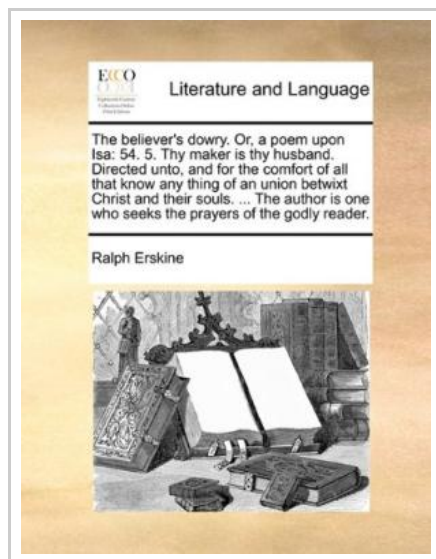 ECCO
Literature and Language
The believer's dowry. Or, a poem upon
Isa: 54. 5. Thy maker is thy husband.
Directed unto, and for the comfort of all
that know any thing of an union betwixt
Christ and their souls. ... The author is one
who seeks the prayers of the godly reader.
Ralph Erskine